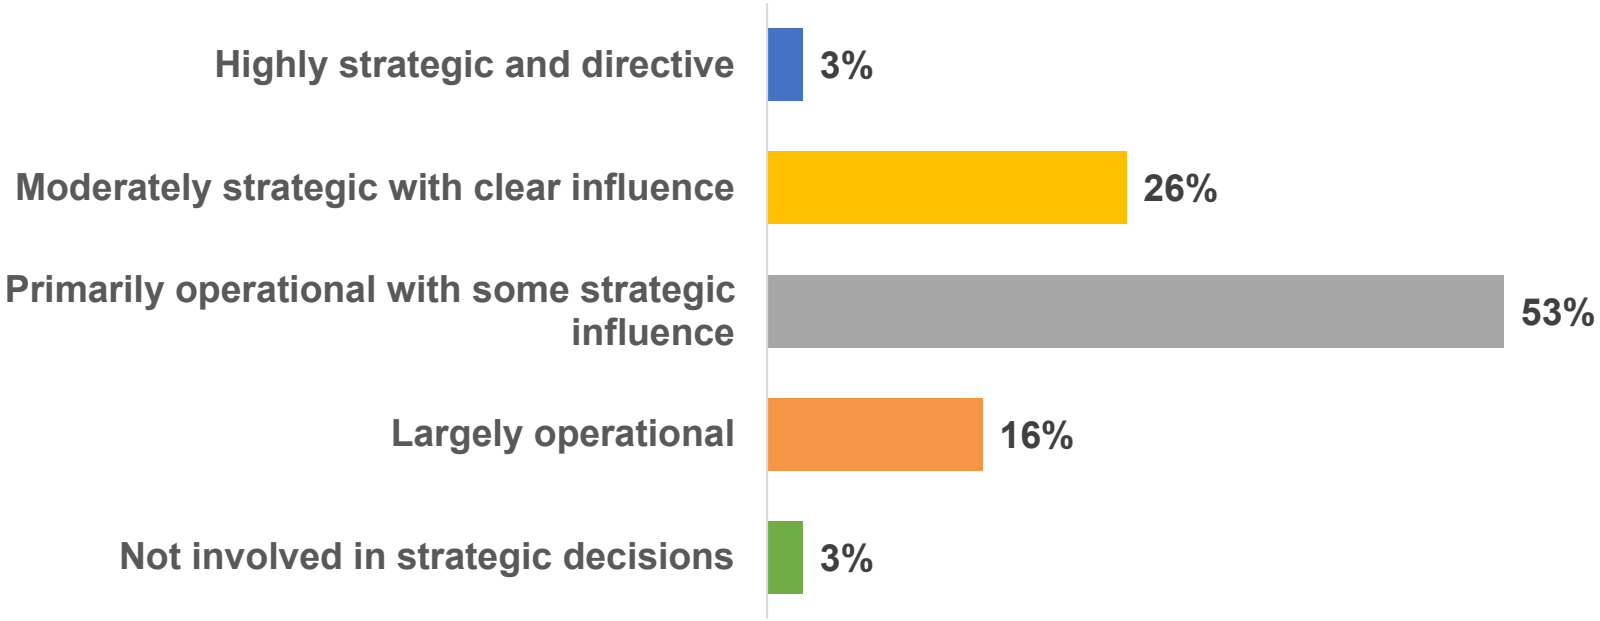 Highly strategic and directive 3%
Moderately strategic with clear influence 26%
Primarily operational with some strategic
influence 53%
Largely operational 16%
Not involved in strategic decisions 3%